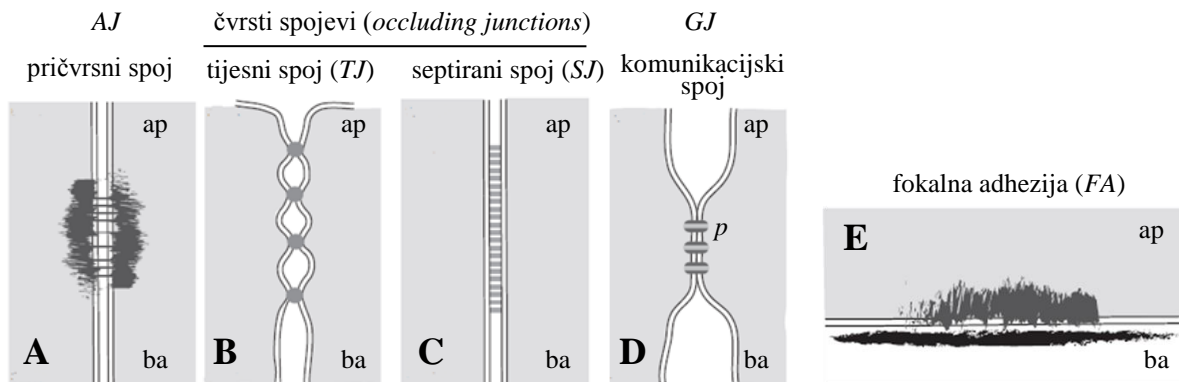 AJ
čvrsti spojevi (occluding junctions)
GJ
pričvrsni spoj
tijesni spoj (TJ)
septirani spoj (SJ)
komunikacijski
spoj
fokalna adhezija (FA)
ap
ap
ap
ap
p
E
ap
A
ba
B
ba
C
ba
D
ba
ba